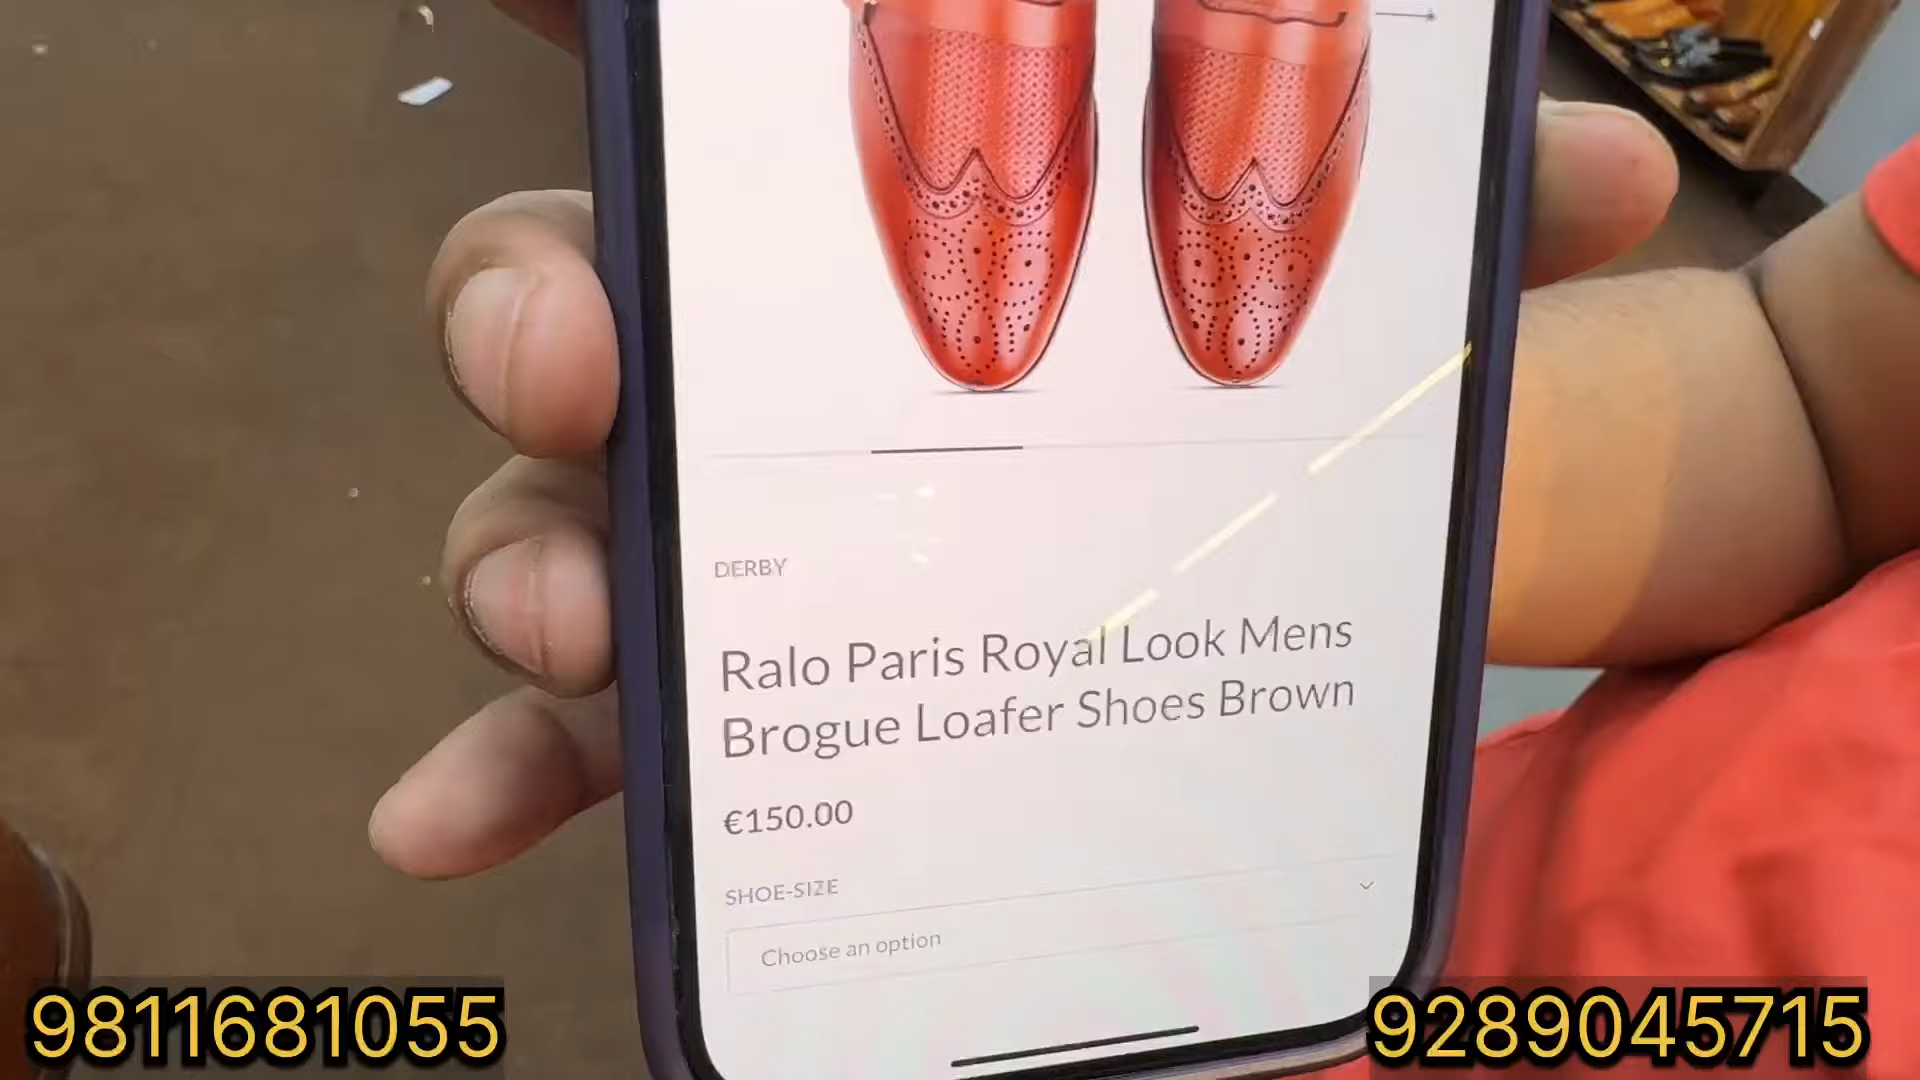 DERBY
Ralo Paris Royal Look Mens
Brogue Loafer Shoes Brown
€150.00
SHOE-SIZE
Choose an option
9811681055
9289045715